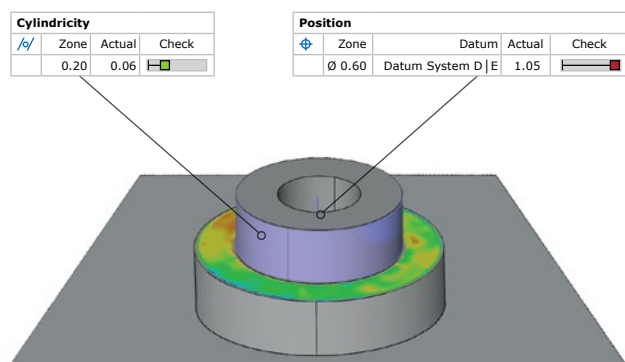 Cylindricity
Zone Actual Check
0.20 0.06
Position
Zone Datum Actual Check
Ø 0.60 Datum System D|E 1.05